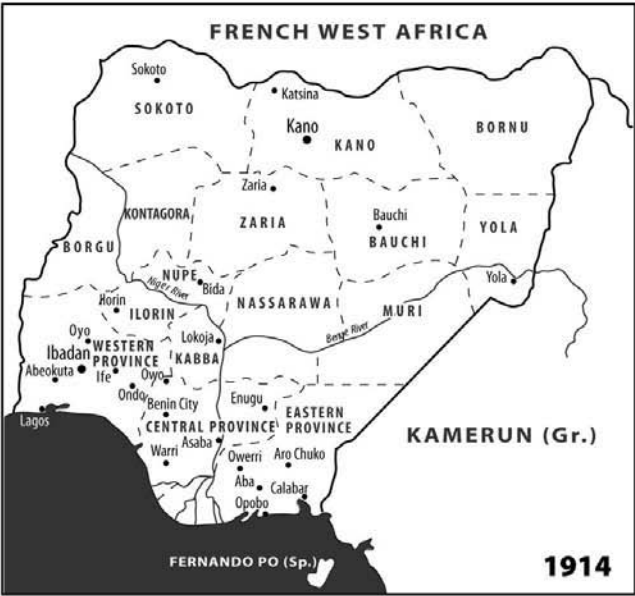 FRENCH WEST AFRICA
Sokoto
SOKOTO
Katsina
Kano
KANO
BORNU
Zaria
KONTAGORA
ZARIA
Bauchi
BAUCHI
YOLA
BORGU
NUPE
Bida
Niger River
Yola
NASSARAWA
MURI
Ilorin
ILORIN
Benue River
Oyo
Lokoja
WESTERN
PROVINCE
KABBA
Ibadan
Abeokuta
Ife
Owo
Ondo
Enugu
Benin City
EASTERN
PROVINCE
Lagos
CENTRAL PROVINCE
Asaba
KAMERUN (Gr.)
Warri
Owerri
Aro Chuko
Aba
Calabar
Opobo
FERNANDO PO (Sp.)
1914